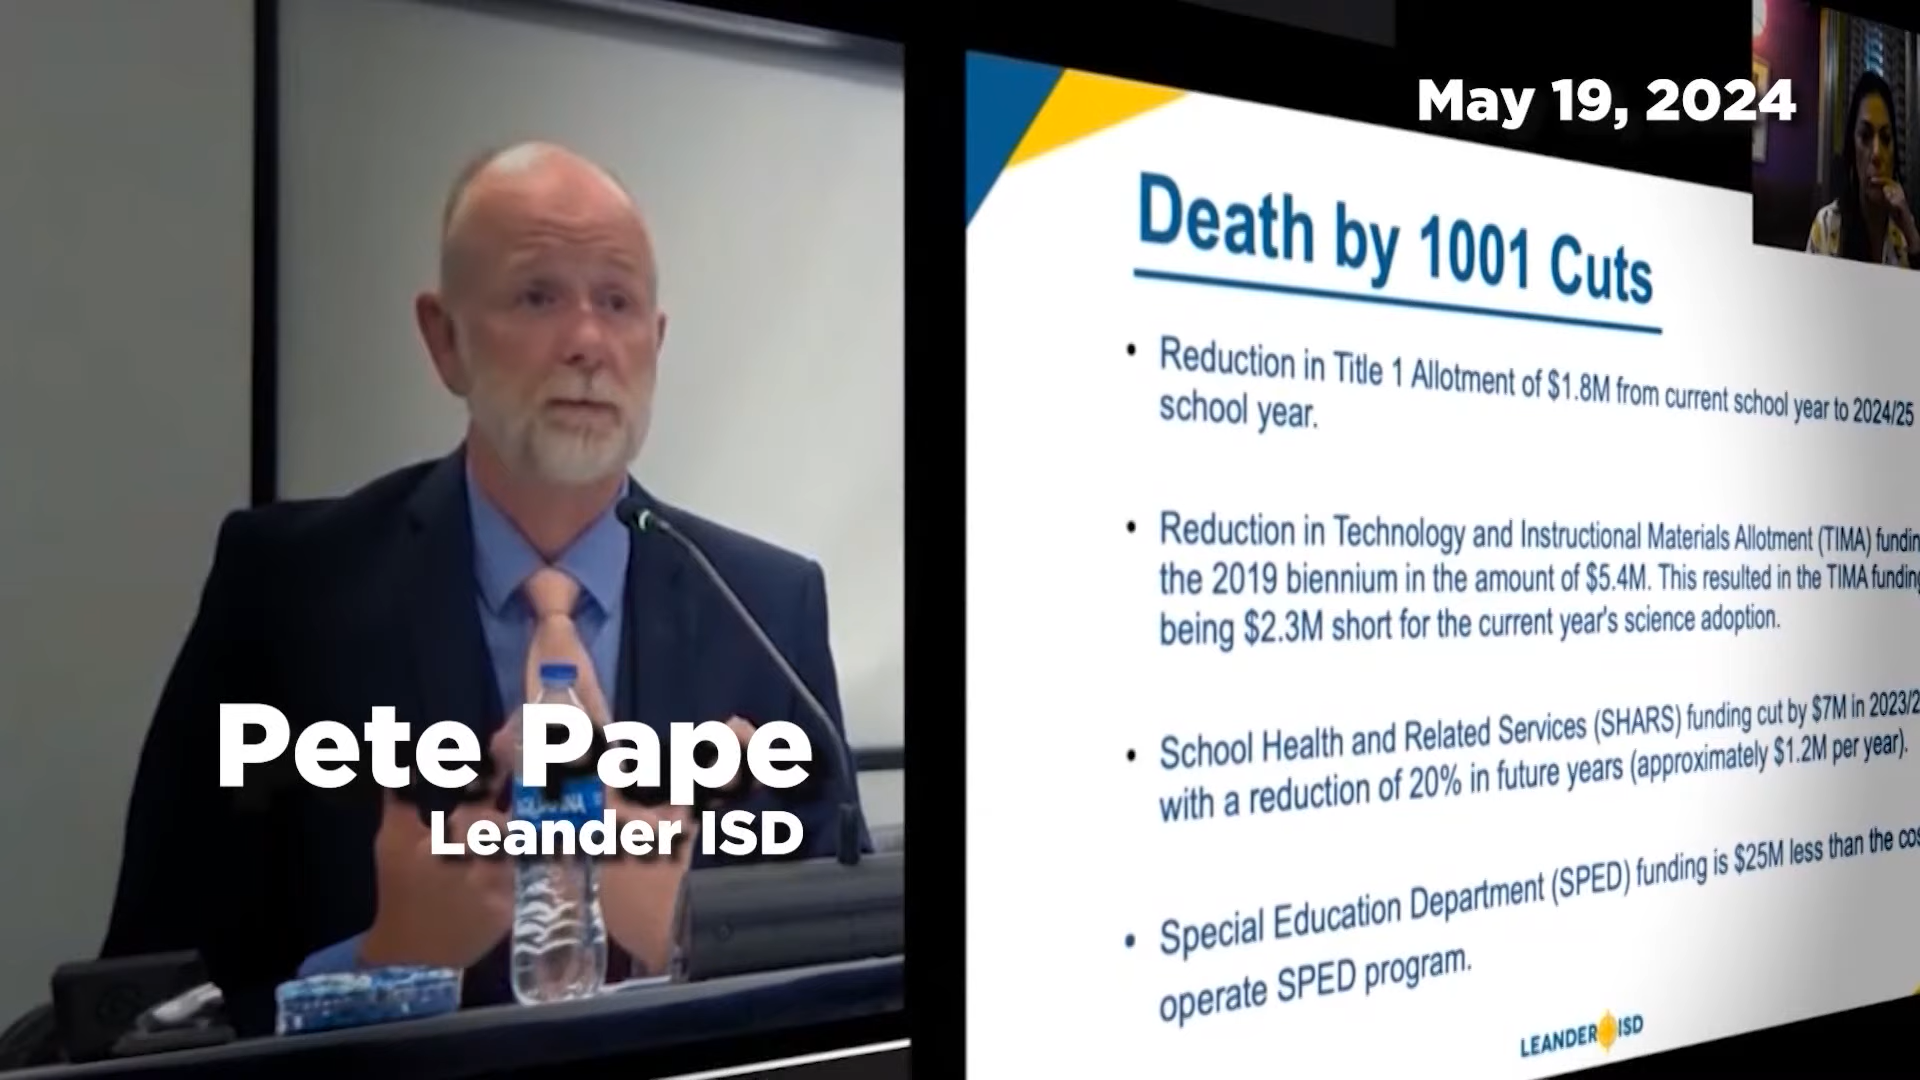 May 19, 2024
Death by 1001 Cuts
• Reduction in Title 1 Allotment of $1.8M from current school year to 2024/25
school year.
• Reduction in Technology and Instructional Materials Allotment (TIMA)
the 2019 biennium in the amount of $5.4M. This resulted in the TIMA funding
being $2.3M short for the current year's science adoption.
• School Health and Related Services (SHARS) funding cut by $7M in
with a reduction of 20% in future years (approximately $1.2M per year).
• Special Education Department (SPED) funding is $25M less than the
operate SPED program.
LEANDER ISD
Pete Pape
Leander ISD